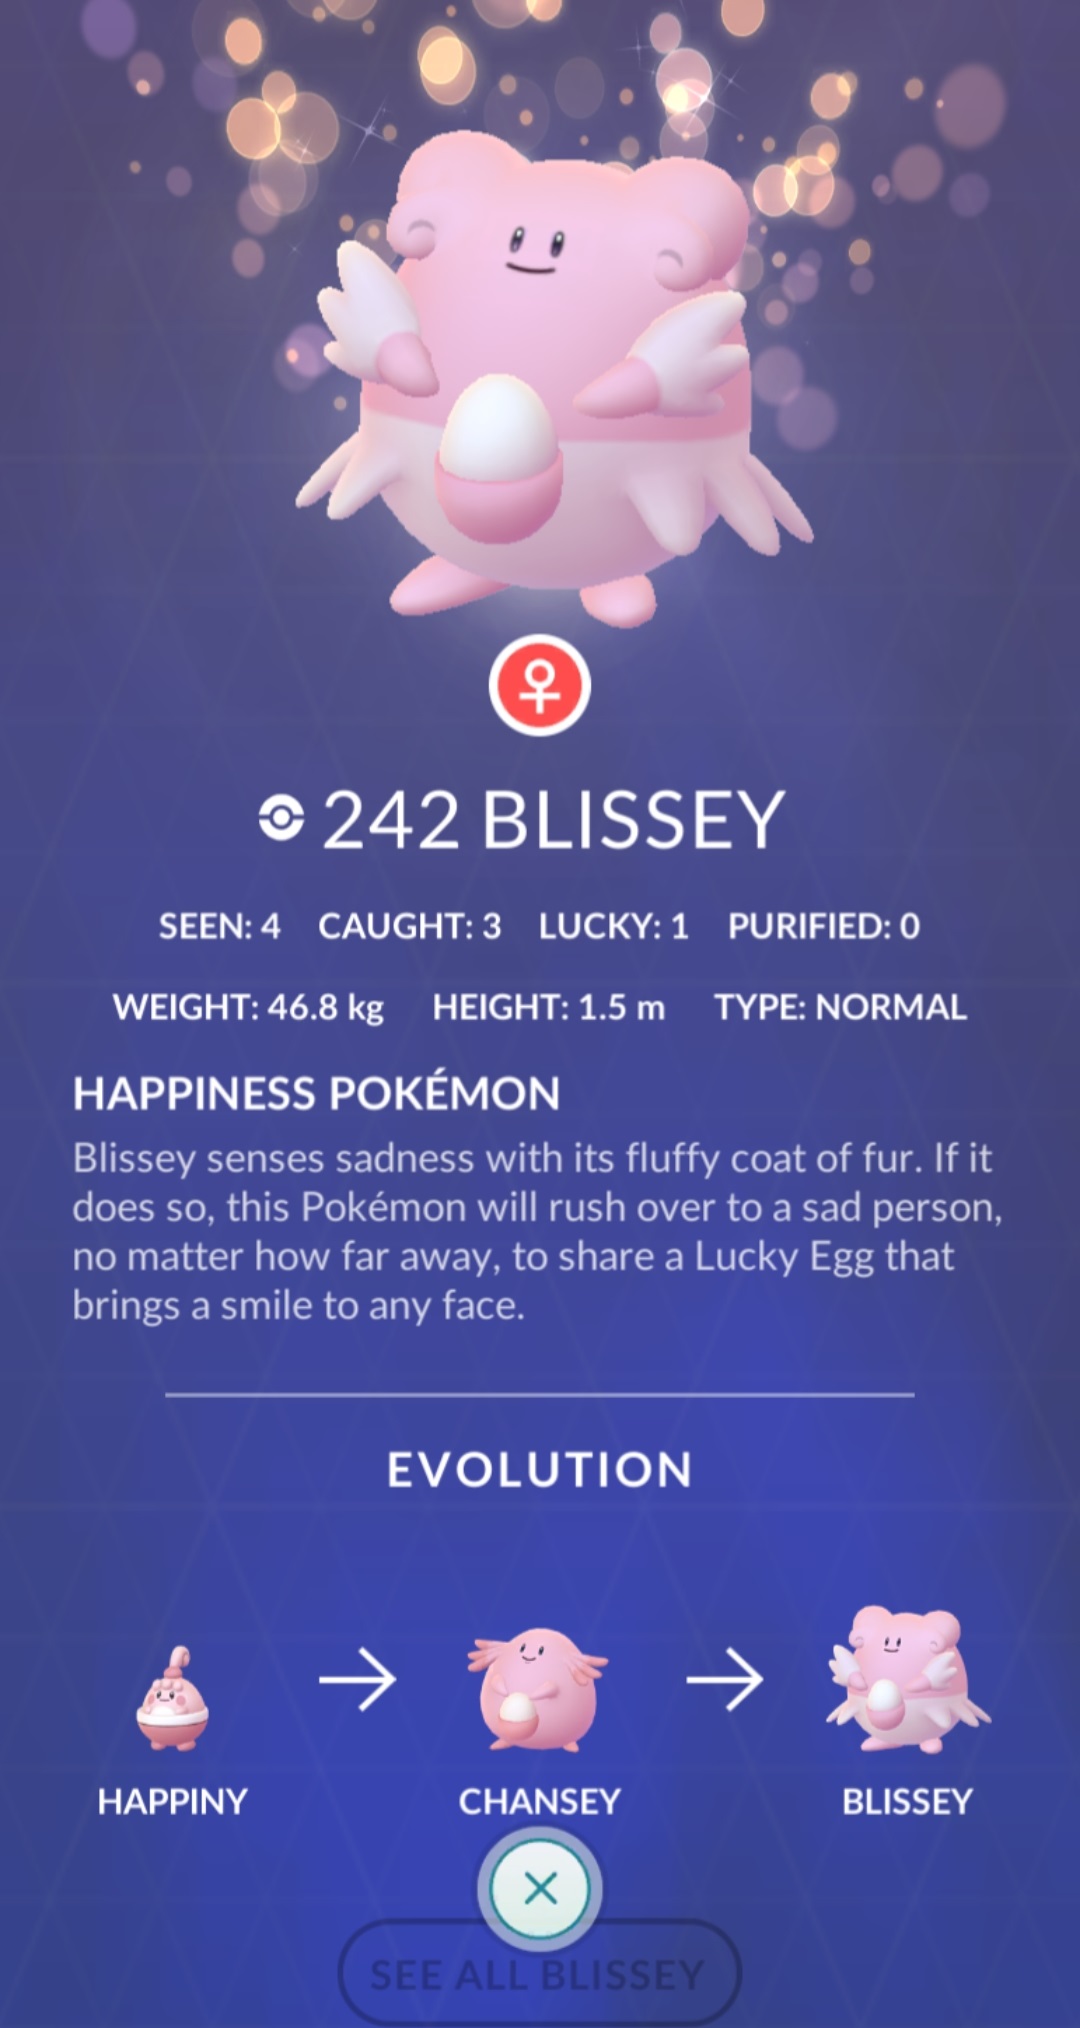 242 BLISSEY
SEEN: 4 CAUGHT: 3 LUCKY: 1 PURIFIED: 0
WEIGHT: 46.8 kg HEIGHT: 1.5 m TYPE: NORMAL
HAPPINESS POKÉMON
Blissey senses sadness with its fluffy coat of fur. If it
does so, this Pokémon will rush over to a sad person,
no matter how far away, to share a Lucky Egg that
brings a smile to any face.
EVOLUTION
HAPPINY CHANSEY BLISSEY
SEE ALL BLISSEY